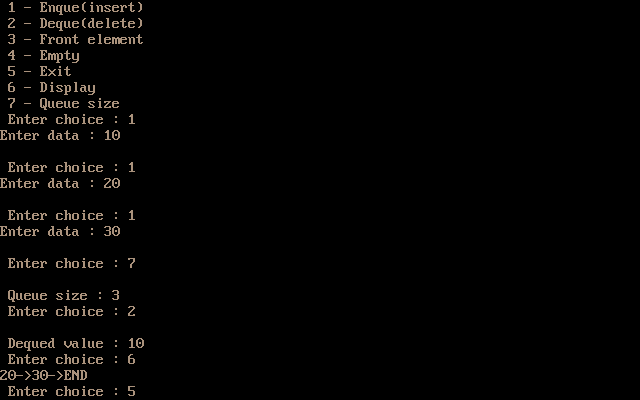 1 - Enque(insert)
2 - Deque(delete)
3 - Front element
4 - Empty
5 - Exit
6 - Display
7 - Queue size
Enter choice : 1
Enter data : 10
Enter choice : 1
Enter data : 20
Enter choice : 1
Enter data : 30
Enter choice : 7
Queue size : 3
Enter choice : 2
Dequed value : 10
Enter choice : 6
20->30->END
Enter choice : 5